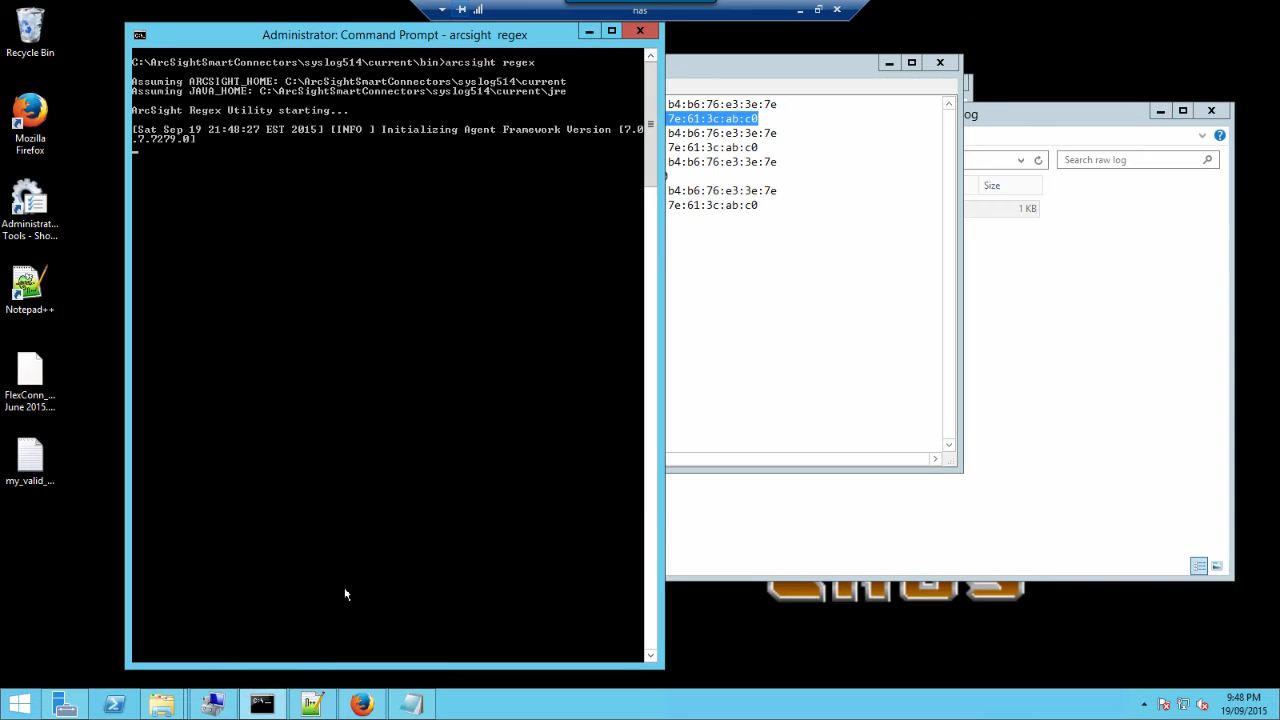 nas
Administrator: Command Prompt - arcsight regex
C:\ArcSightSmartConnectors\syslog514\current\bin>arcsight regex
Assuming ARCSIGHT_HOME: C:\ArcSightSmartConnectors\syslog514\current
Assuming JAVA_HOME: C:\ArcSightSmartConnectors\syslog514\current\jre
ArcSight Regex Utility starting...
[Sat Sep 19 21:48:27 EST 2015] [INFO ] Initializing Agent Framework Version [7.0
.7.7279.0]
b4:b6:76:e3:3e:7e
7e:61:3c:ab:c0
b4:b6:76:e3:3e:7e
7e:61:3c:ab:c0
b4:b6:76:e3:3e:7e
b4:b6:76:e3:3e:7e
7e:61:3c:ab:c0
og
Search raw log
Size
1 KB
Recycle Bin
Mozilla
Firefox
Administrat...
Tools - Sho...
Notepad++
FlexConn_...
June 2015....
my_valid_...
9:48 PM
19/09/2015